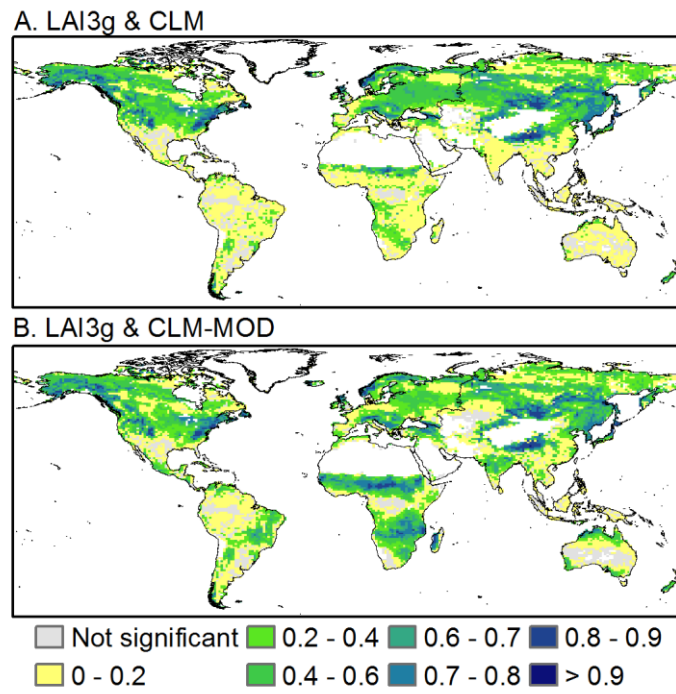 A. LAI3g & CLM
B. LAI3g & CLM-MOD
Not significant 0.2 - 0.4 0.6 - 0.7 0.8 - 0.9
0 - 0.2 0.4 - 0.6 0.7 - 0.8 > 0.9